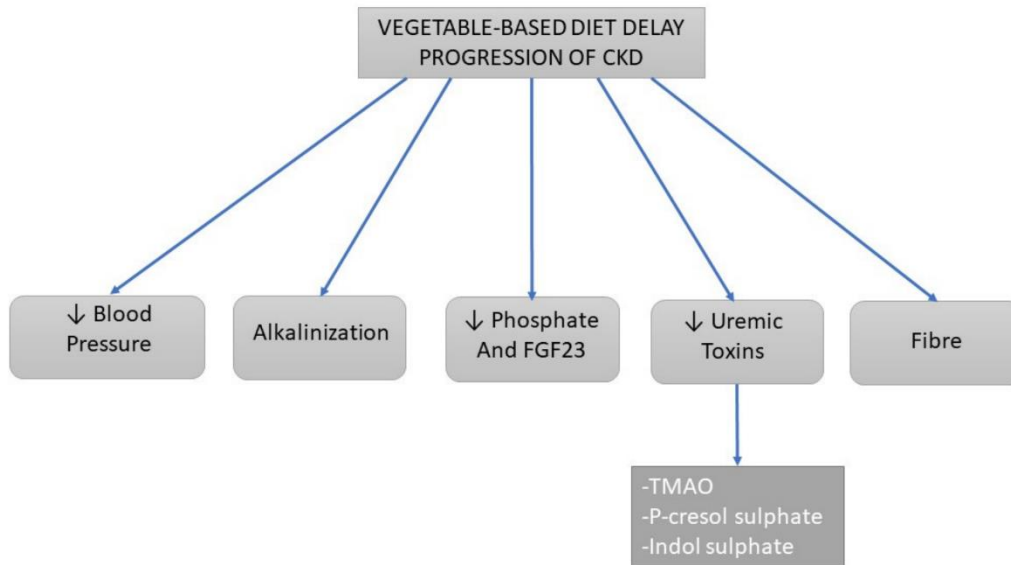 VEGETABLE-BASED DIET DELAY
PROGRESSION OF CKD
↓ Blood
Pressure
Alkalinization
↓ Phosphate
And FGF23
↓ Uremic
Toxins
Fibre
-TMAO
-P-cresol sulphate
-Indol sulphate